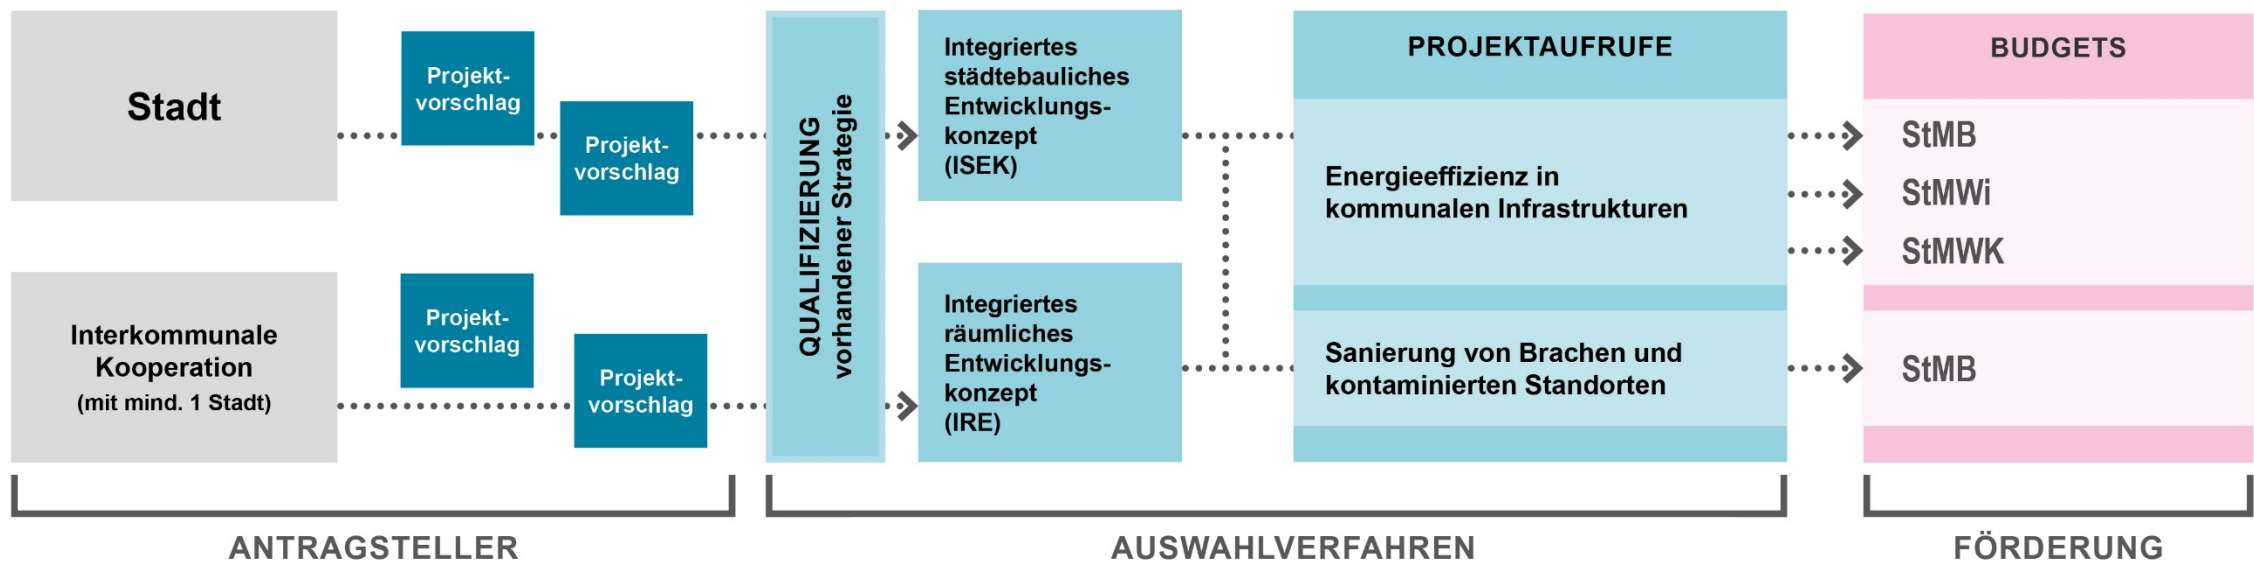 Stadt
Projekt-
vorschlag
Projekt-
vorschlag
Interkommunale
Kooperation
(mit mind. 1 Stadt)
Projekt-
vorschlag
Projekt-
vorschlag
ANTRAGSTELLER
QUALIFIZIERUNG
vorhandener Strategie
Integriertes
städtebauliches
Entwicklungs-
konzept
(ISEK)
Integriertes
räumliches
Entwicklungs-
konzept
(IRE)
PROJEKTAUFRUFE
Energieeffizienz in
kommunalen Infrastrukturen
Sanierung von Brachen und
kontaminierten Standorten
AUSWAHLVERFAHREN
BUDGETS
StMB
StMWi
StMWK
StMB
FÖRDERUNG